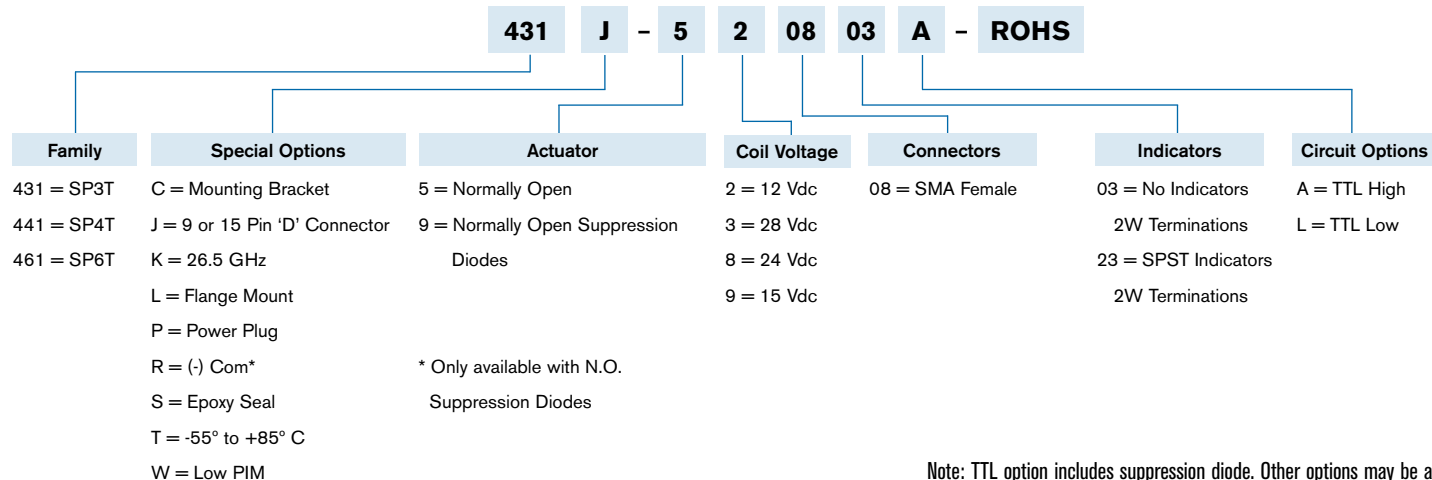 431 J – 5 2 08 03 A – ROHS
Family
431 = SP3T
441 = SP4T
461 = SP6T
Special Options
C = Mounting Bracket
J = 9 or 15 Pin ‘D’ Connector
K = 26.5 GHz
L = Flange Mount
P = Power Plug
R = (-) Com*
S = Epoxy Seal
T = -55º to +85º C
W = Low PIM
Actuator
5 = Normally Open
9 = Normally Open Suppression
Diodes
* Only available with N.O.
Suppression Diodes
Coil Voltage
2 = 12 Vdc
3 = 28 Vdc
8 = 24 Vdc
9 = 15 Vdc
Connectors
08 = SMA Female
Indicators
03 = No Indicators
2W Terminations
23 = SPST Indicators
2W Terminations
Circuit Options
A = TTL High
L = TTL Low
Note: TTL option includes suppression diode. Other options may be a